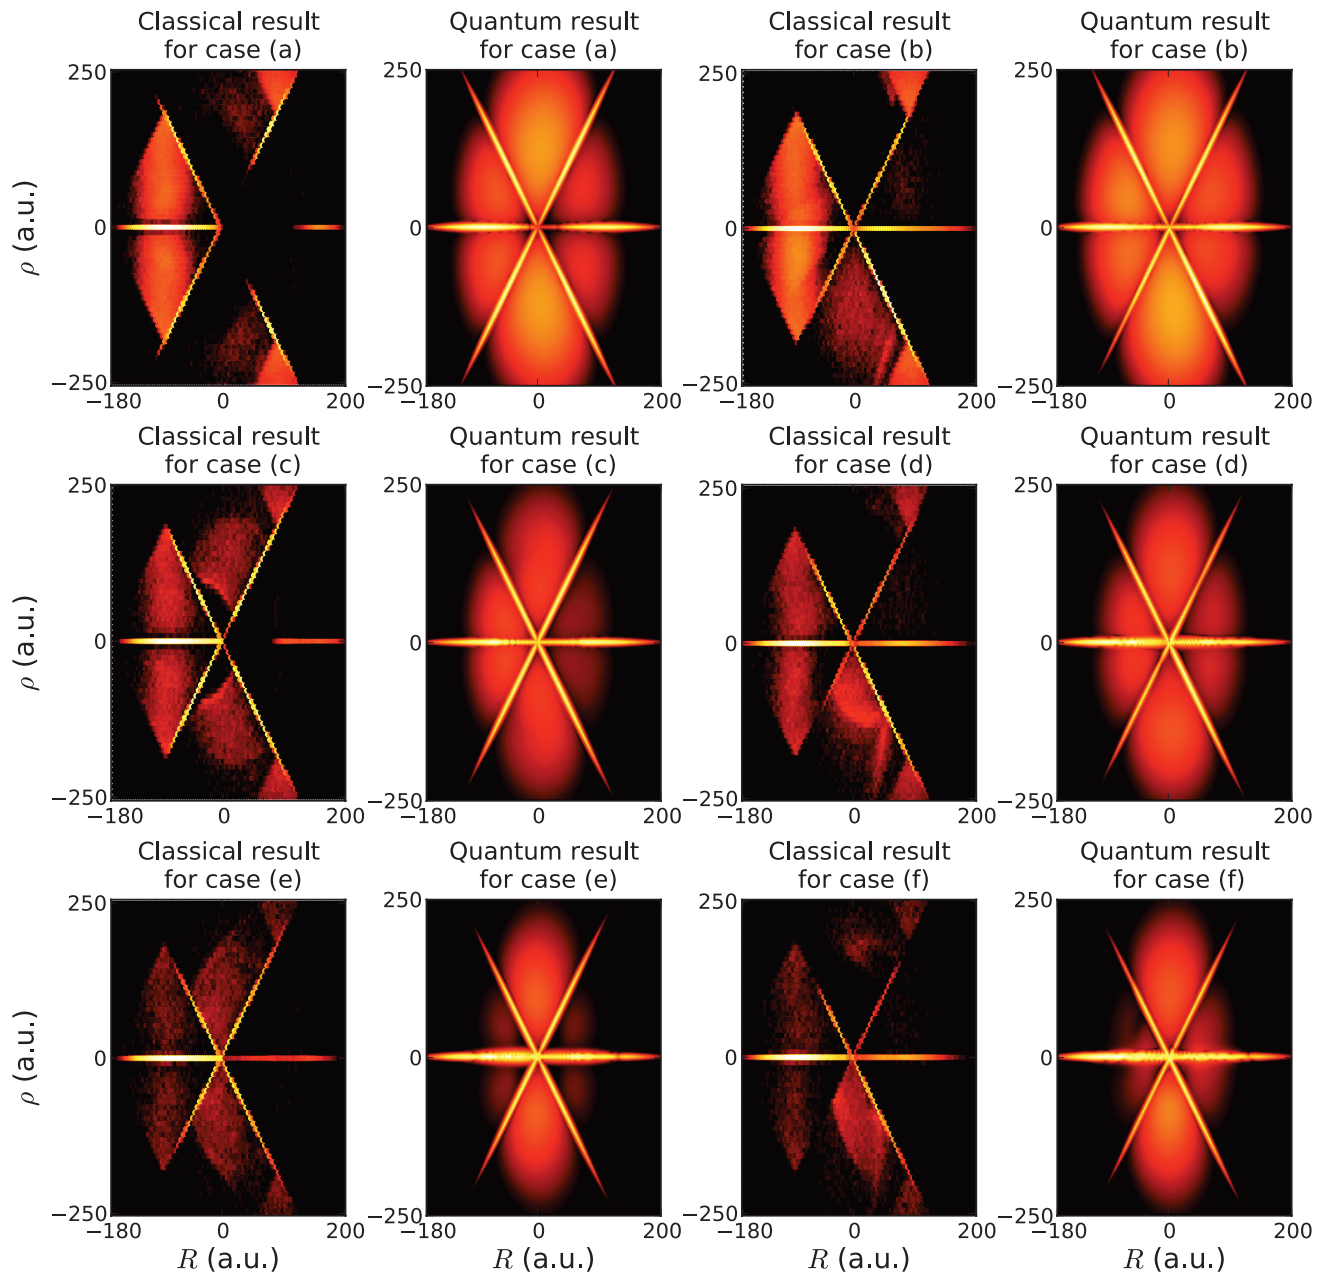 Classical result
for case (a)
Quantum result
for case (a)
Classical result
for case (b)
Quantum result
for case (b)
250
0
−250
ρ (a.u.)
−180 0 200
250
0
−250
−180 0 200
250
0
−250
−180 0 200
250
0
−250
−180 0 200
Classical result
for case (c)
Quantum result
for case (c)
Classical result
for case (d)
Quantum result
for case (d)
250
0
−250
ρ (a.u.)
−180 0 200
250
0
−250
−180 0 200
250
0
−250
−180 0 200
250
0
−250
−180 0 200
Classical result
for case (e)
Quantum result
for case (e)
Classical result
for case (f)
Quantum result
for case (f)
250
0
−250
ρ (a.u.)
−180 0 200
R (a.u.)
250
0
−250
−180 0 200
R (a.u.)
250
0
−250
−180 0 200
R (a.u.)
250
0
−250
−180 0 200
R (a.u.)